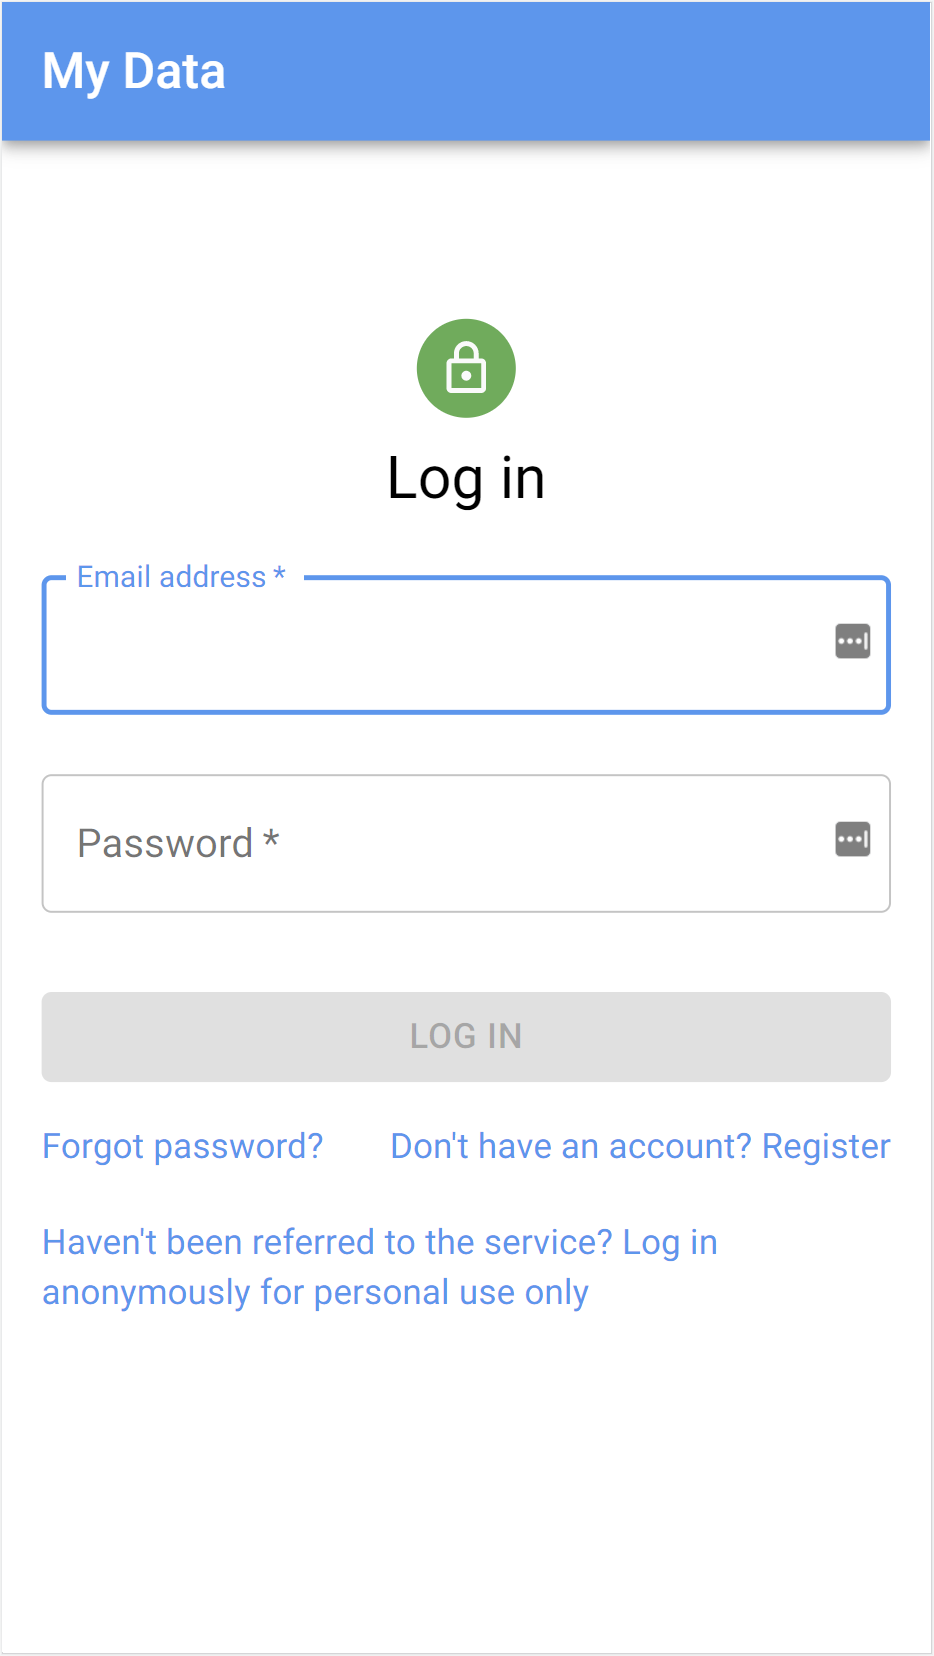 My Data
Log in
Email address *
Password *
LOG IN
Forgot password?
Don't have an account? Register
Haven't been referred to the service? Log in
anonymously for personal use only